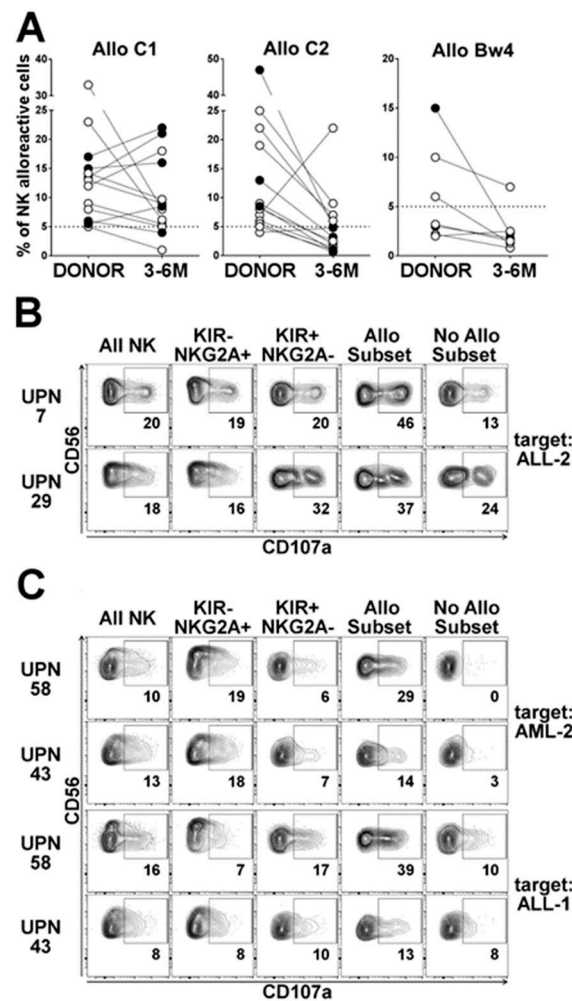 A
Allo C1
Allo C2
Allo Bw4
% of NK alloreactive cells
40
30
25
20
15
10
5
0
DONOR 3-6M
50
40
25
20
15
10
5
0
DONOR 3-6M
20
15
10
5
0
DONOR 3-6M
B
All NK
KIR-
NKG2A+
KIR+
NKG2A-
Allo
Subset
No Allo
Subset
UPN
7
20 19 20 46 13
UPN
29
18 16 32 37 24
target:
ALL-2
CD56
CD107a
C
All NK
KIR-
NKG2A+
KIR+
NKG2A-
Allo
Subset
No Allo
Subset
UPN
58
10 19 6 29 0
UPN
43
13 18 7 14 3
target:
AML-2
UPN
58
16 7 17 39 10
UPN
43
8 8 10 13 8
target:
ALL-1
CD56
CD107a